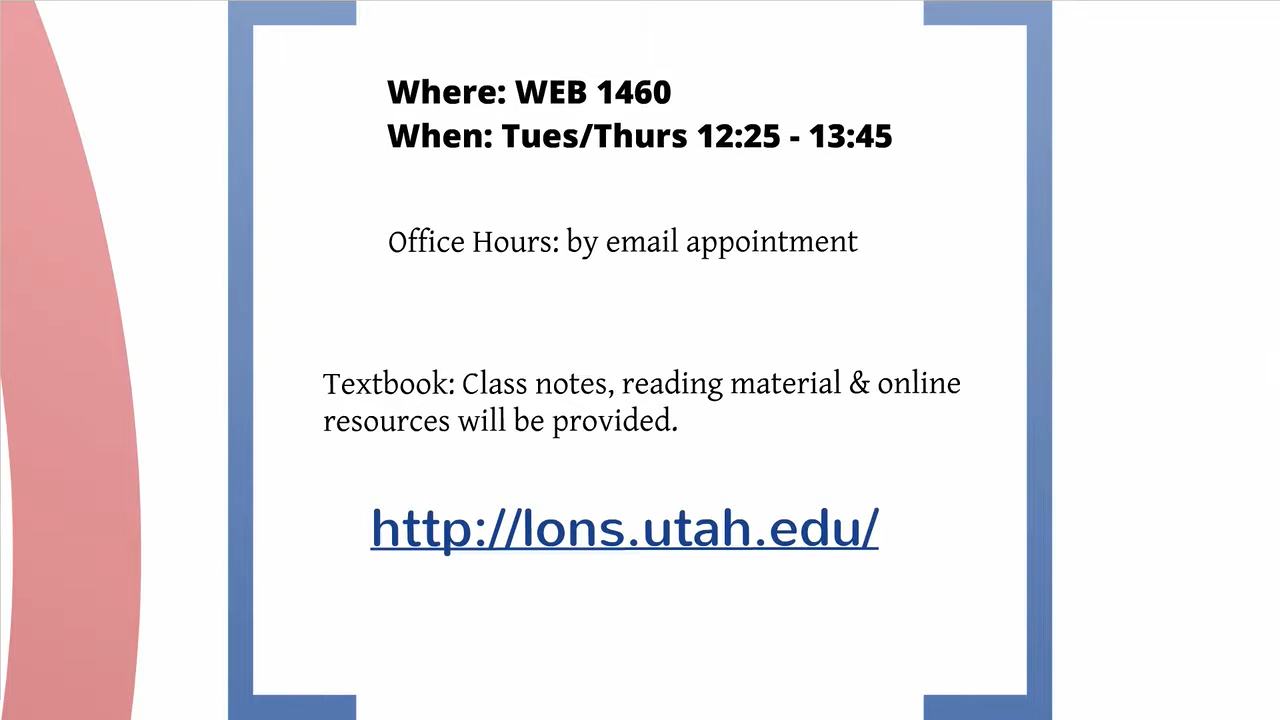 Where: WEB 1460
When: Tues/Thurs 12:25 - 13:45
Office Hours: by email appointment
Textbook: Class notes, reading material & online
resources will be provided.
http://lons.utah.edu/